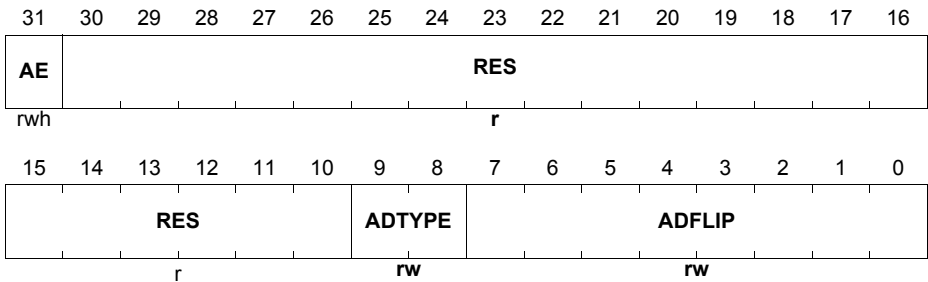 31 30 29 28 27 26 25 24 23 22 21 20 19 18 17 16
AE RES
rwh r
15 14 13 12 11 10 9 8 7 6 5 4 3 2 1 0
RES ADTYPE ADFLIP
r rw rw